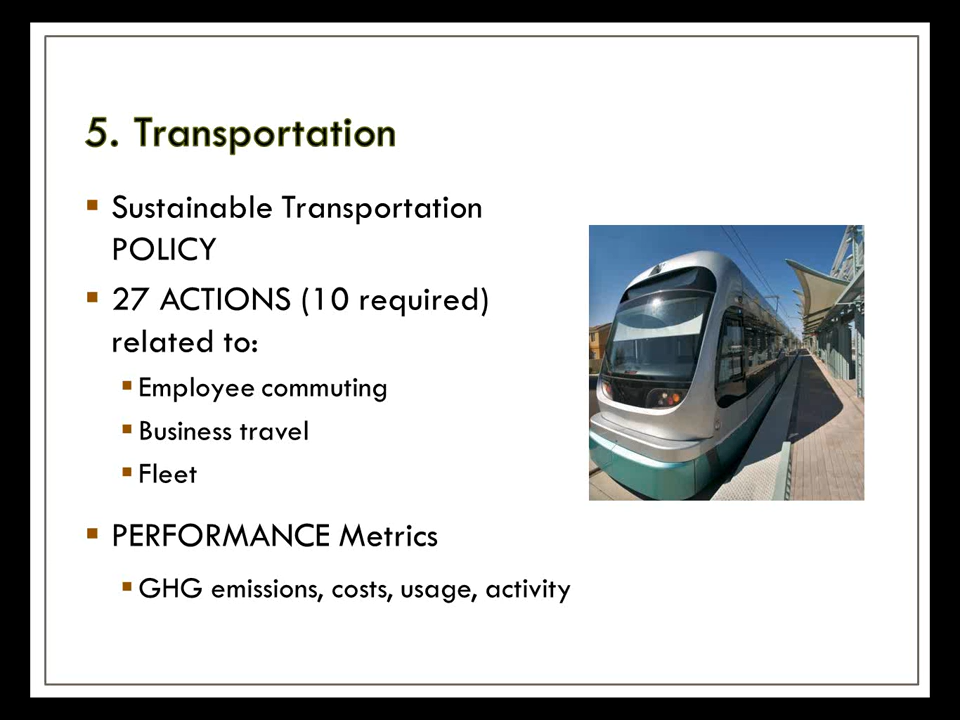 5. Transportation
Sustainable Transportation
POLICY
27 ACTIONS (10 required)
related to:
Employee commuting
Business travel
Fleet
PERFORMANCE Metrics
GHG emissions, costs, usage, activity